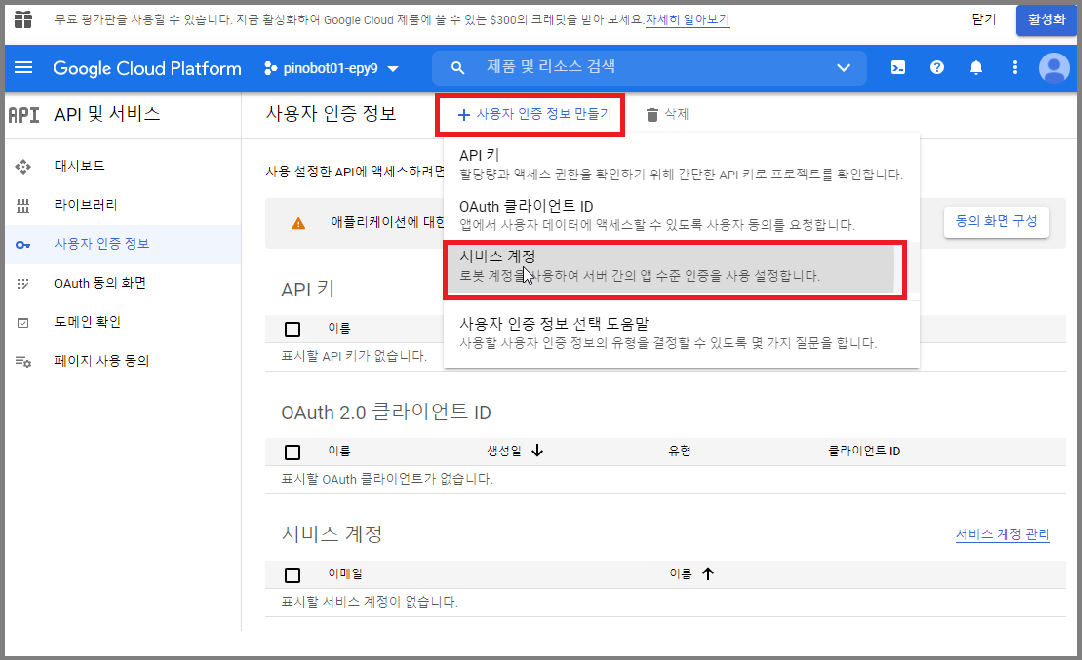 무료 평가판을 사용할 수 있습니다. 지금 활성화하여 Google Cloud 제품에 쓸 수 있는 $300의 크레딧을 받아 보세요. 자세히 알아보기 닫기 활성화
Google Cloud Platform pinobot01-epy9 제품 및 리소스 검색
API API 및 서비스 사용자 인증 정보 + 사용자 인증 정보 만들기 삭제
대시보드
라이브러리
사용자 인증 정보
OAuth 동의 화면
도메인 확인
페이지 사용 동의
사용 설정한 API에 액세스하려면
애플리케이션에 대한
동의 화면 구성
API 키
할당량과 액세스 권한을 확인하기 위해 간단한 API 키로 프로젝트를 확인합니다.
OAuth 클라이언트 ID
앱에서 사용자 데이터에 액세스할 수 있도록 사용자 동의를 요청합니다.
서비스 계정
로봇 계정을 사용하여 서버 간의 앱 수준 인증을 사용 설정합니다.
사용자 인증 정보 선택 도움말
사용할 사용자 인증 정보의 유형을 결정할 수 있도록 몇 가지 질문을 합니다.
API 키
이름
표시할 API 키가 없습니다.
OAuth 2.0 클라이언트 ID
이름 생성일 유형 클라이언트 ID
표시할 OAuth 클라이언트가 없습니다.
서비스 계정 서비스 계정 관리
이메일 이름
표시할 서비스 계정이 없습니다.